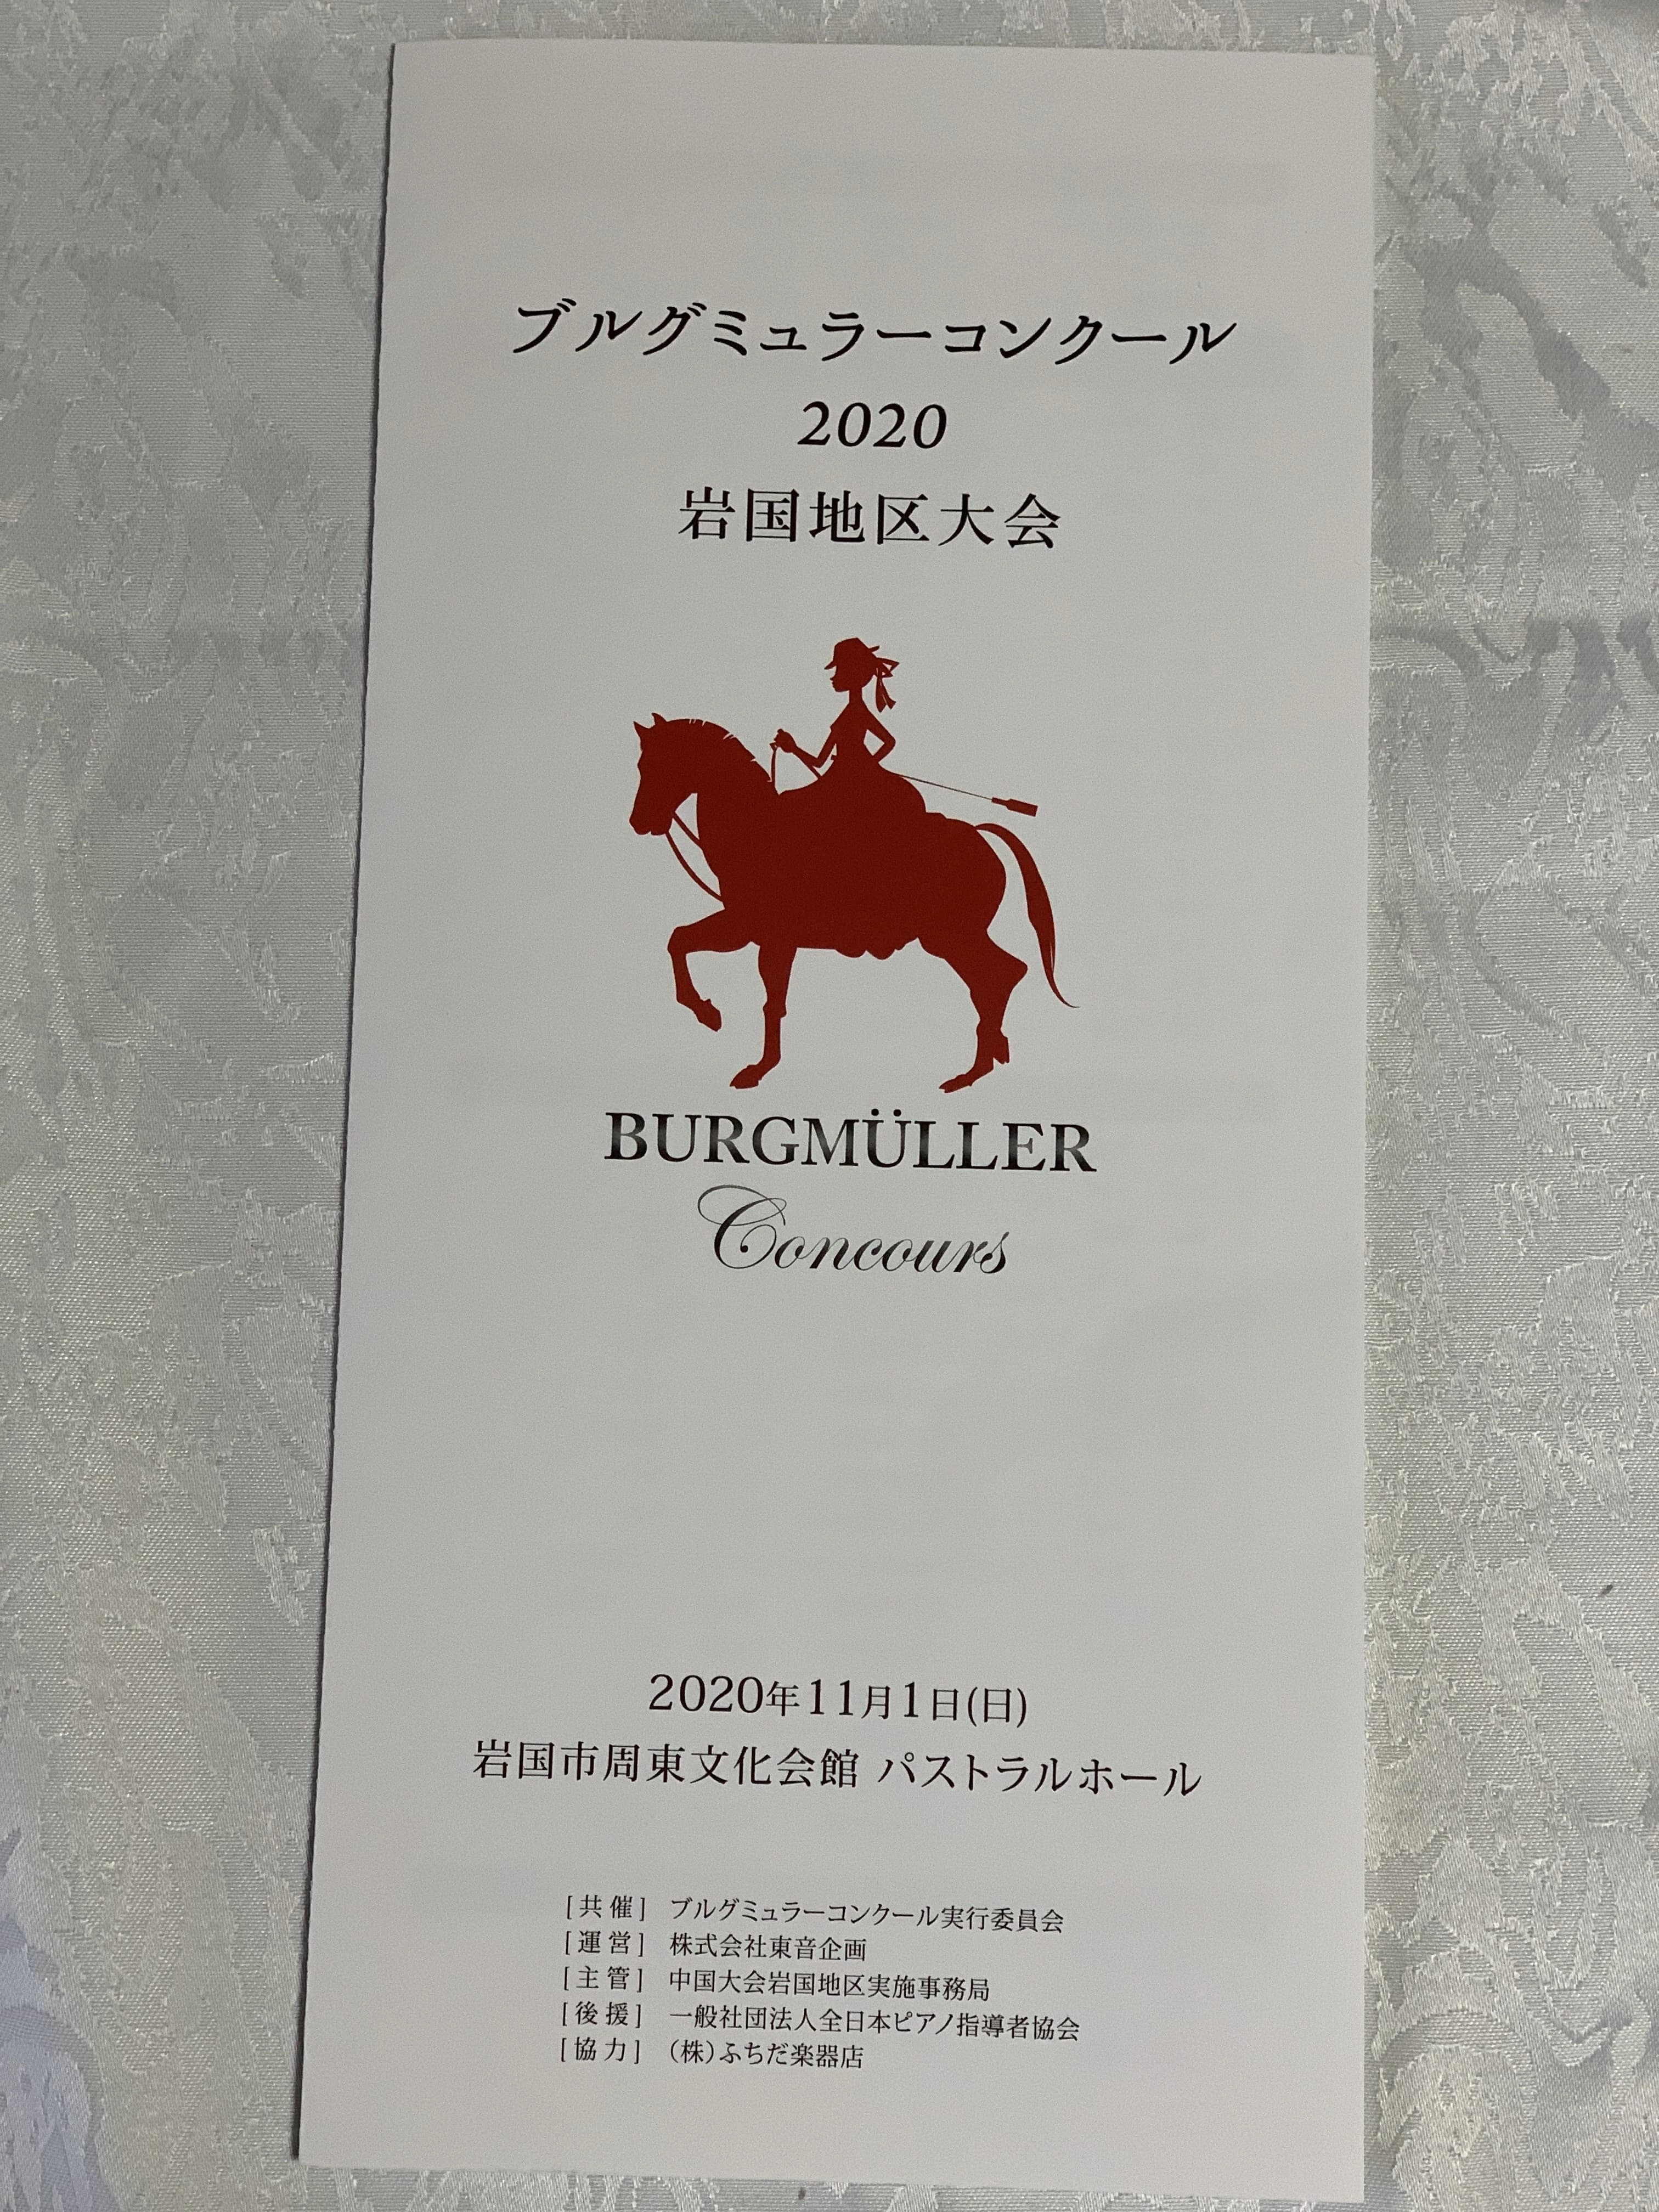 ブルグミュラーコンクール
2020
岩国地区大会
BURGMÜLLER
Concours
2020年11月1日(日)
岩国市周東文化会館 パストラルホール
[共催] ブルグミュラーコンクール実行委員会
[運営] 株式会社東音企画
[主管] 中国大会岩国地区実施事務局
[後援] 一般社団法人全日本ピアノ指導者協会
[協力] (株)ふちだ楽器店